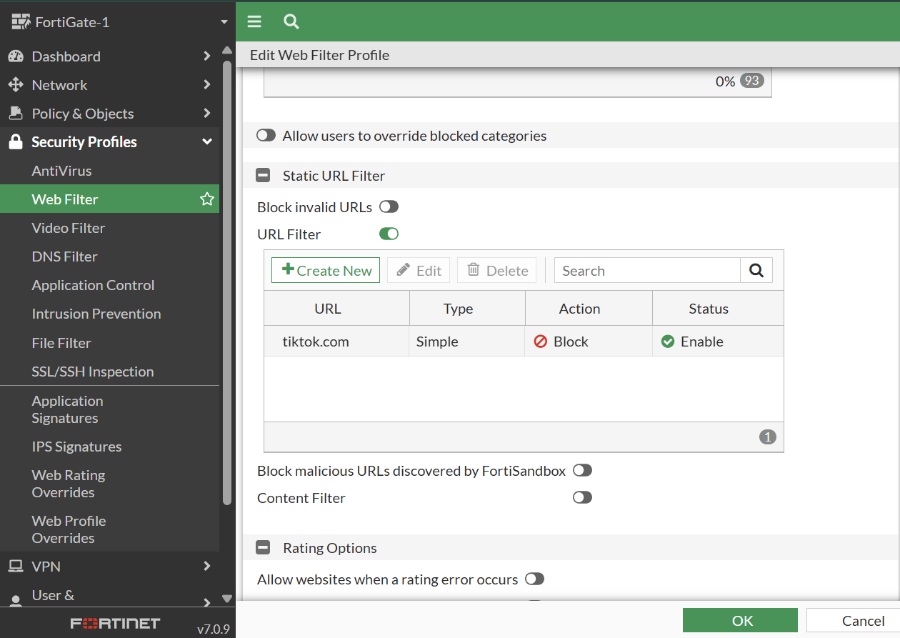 FortiGate-1
Edit Web Filter Profile
Dashboard
Network
Policy & Objects
Security Profiles
AntiVirus
Web Filter
Video Filter
DNS Filter
Application Control
Intrusion Prevention
File Filter
SSL/SSH Inspection
Application
Signatures
IPS Signatures
Web Rating
Overrides
Web Profile
Overrides
VPN
User &
FORTINET
v7.0.9
0% 93
Allow users to override blocked categories
Static URL Filter
Block invalid URLs
URL Filter
Create New Edit Delete Search
URL Type Action Status
tiktok.com Simple Block Enable
1
Block malicious URLs discovered by FortiSandbox
Content Filter
Rating Options
Allow websites when a rating error occurs
OK Cancel